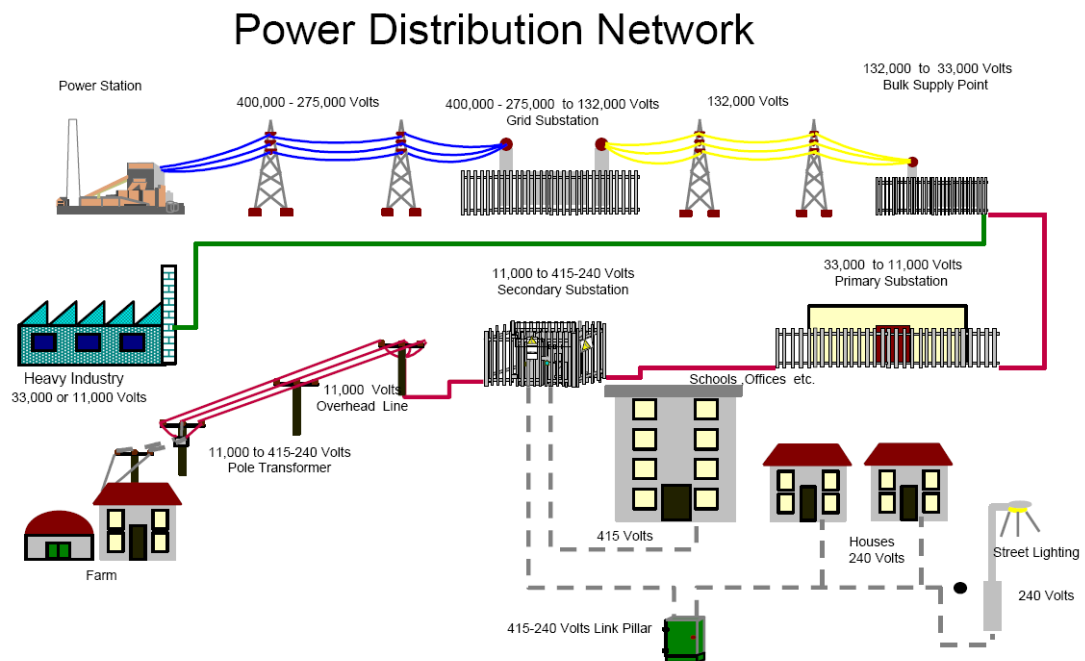 Power Distribution Network
Power Station
400,000 - 275,000 Volts
400,000 - 275,000 to 132,000 Volts
Grid Substation
132,000 Volts
132,000 to 33,000 Volts
Bulk Supply Point
11,000 to 415-240 Volts
Secondary Substation
33,000 to 11,000 Volts
Primary Substation
Heavy Industry
33,000 or 11,000 Volts
11,000 Volts
Overhead Line
Schools ,Offices etc.
11,000 to 415-240 Volts
Pole Transformer
Farm
415 Volts
Houses
240 Volts
Street Lighting
240 Volts
415-240 Volts Link Pillar